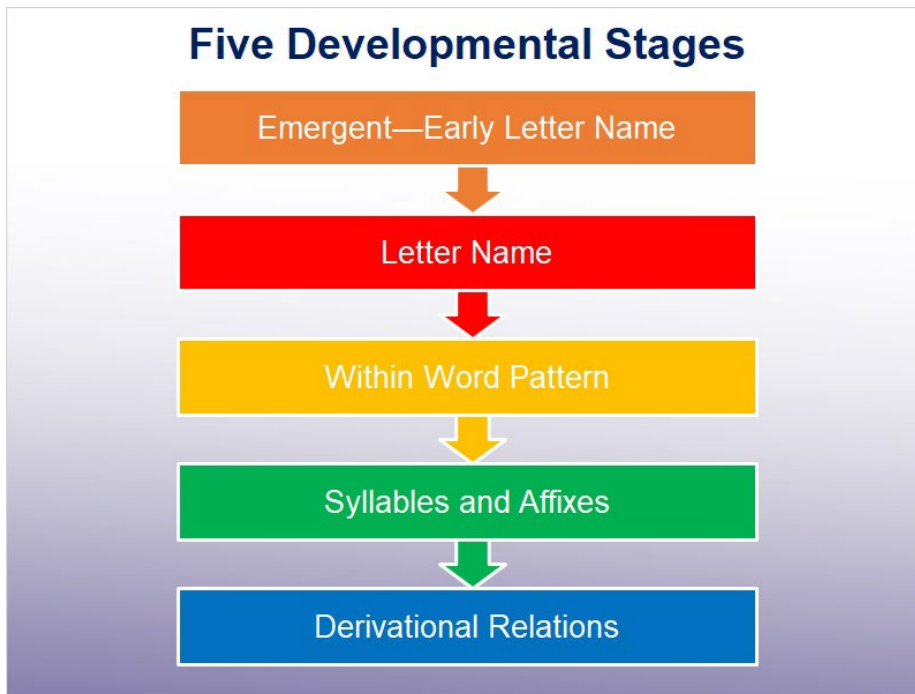 Five Developmental Stages
Emergent—Early Letter Name
Letter Name
Within Word Pattern
Syllables and Affixes
Derivational Relations